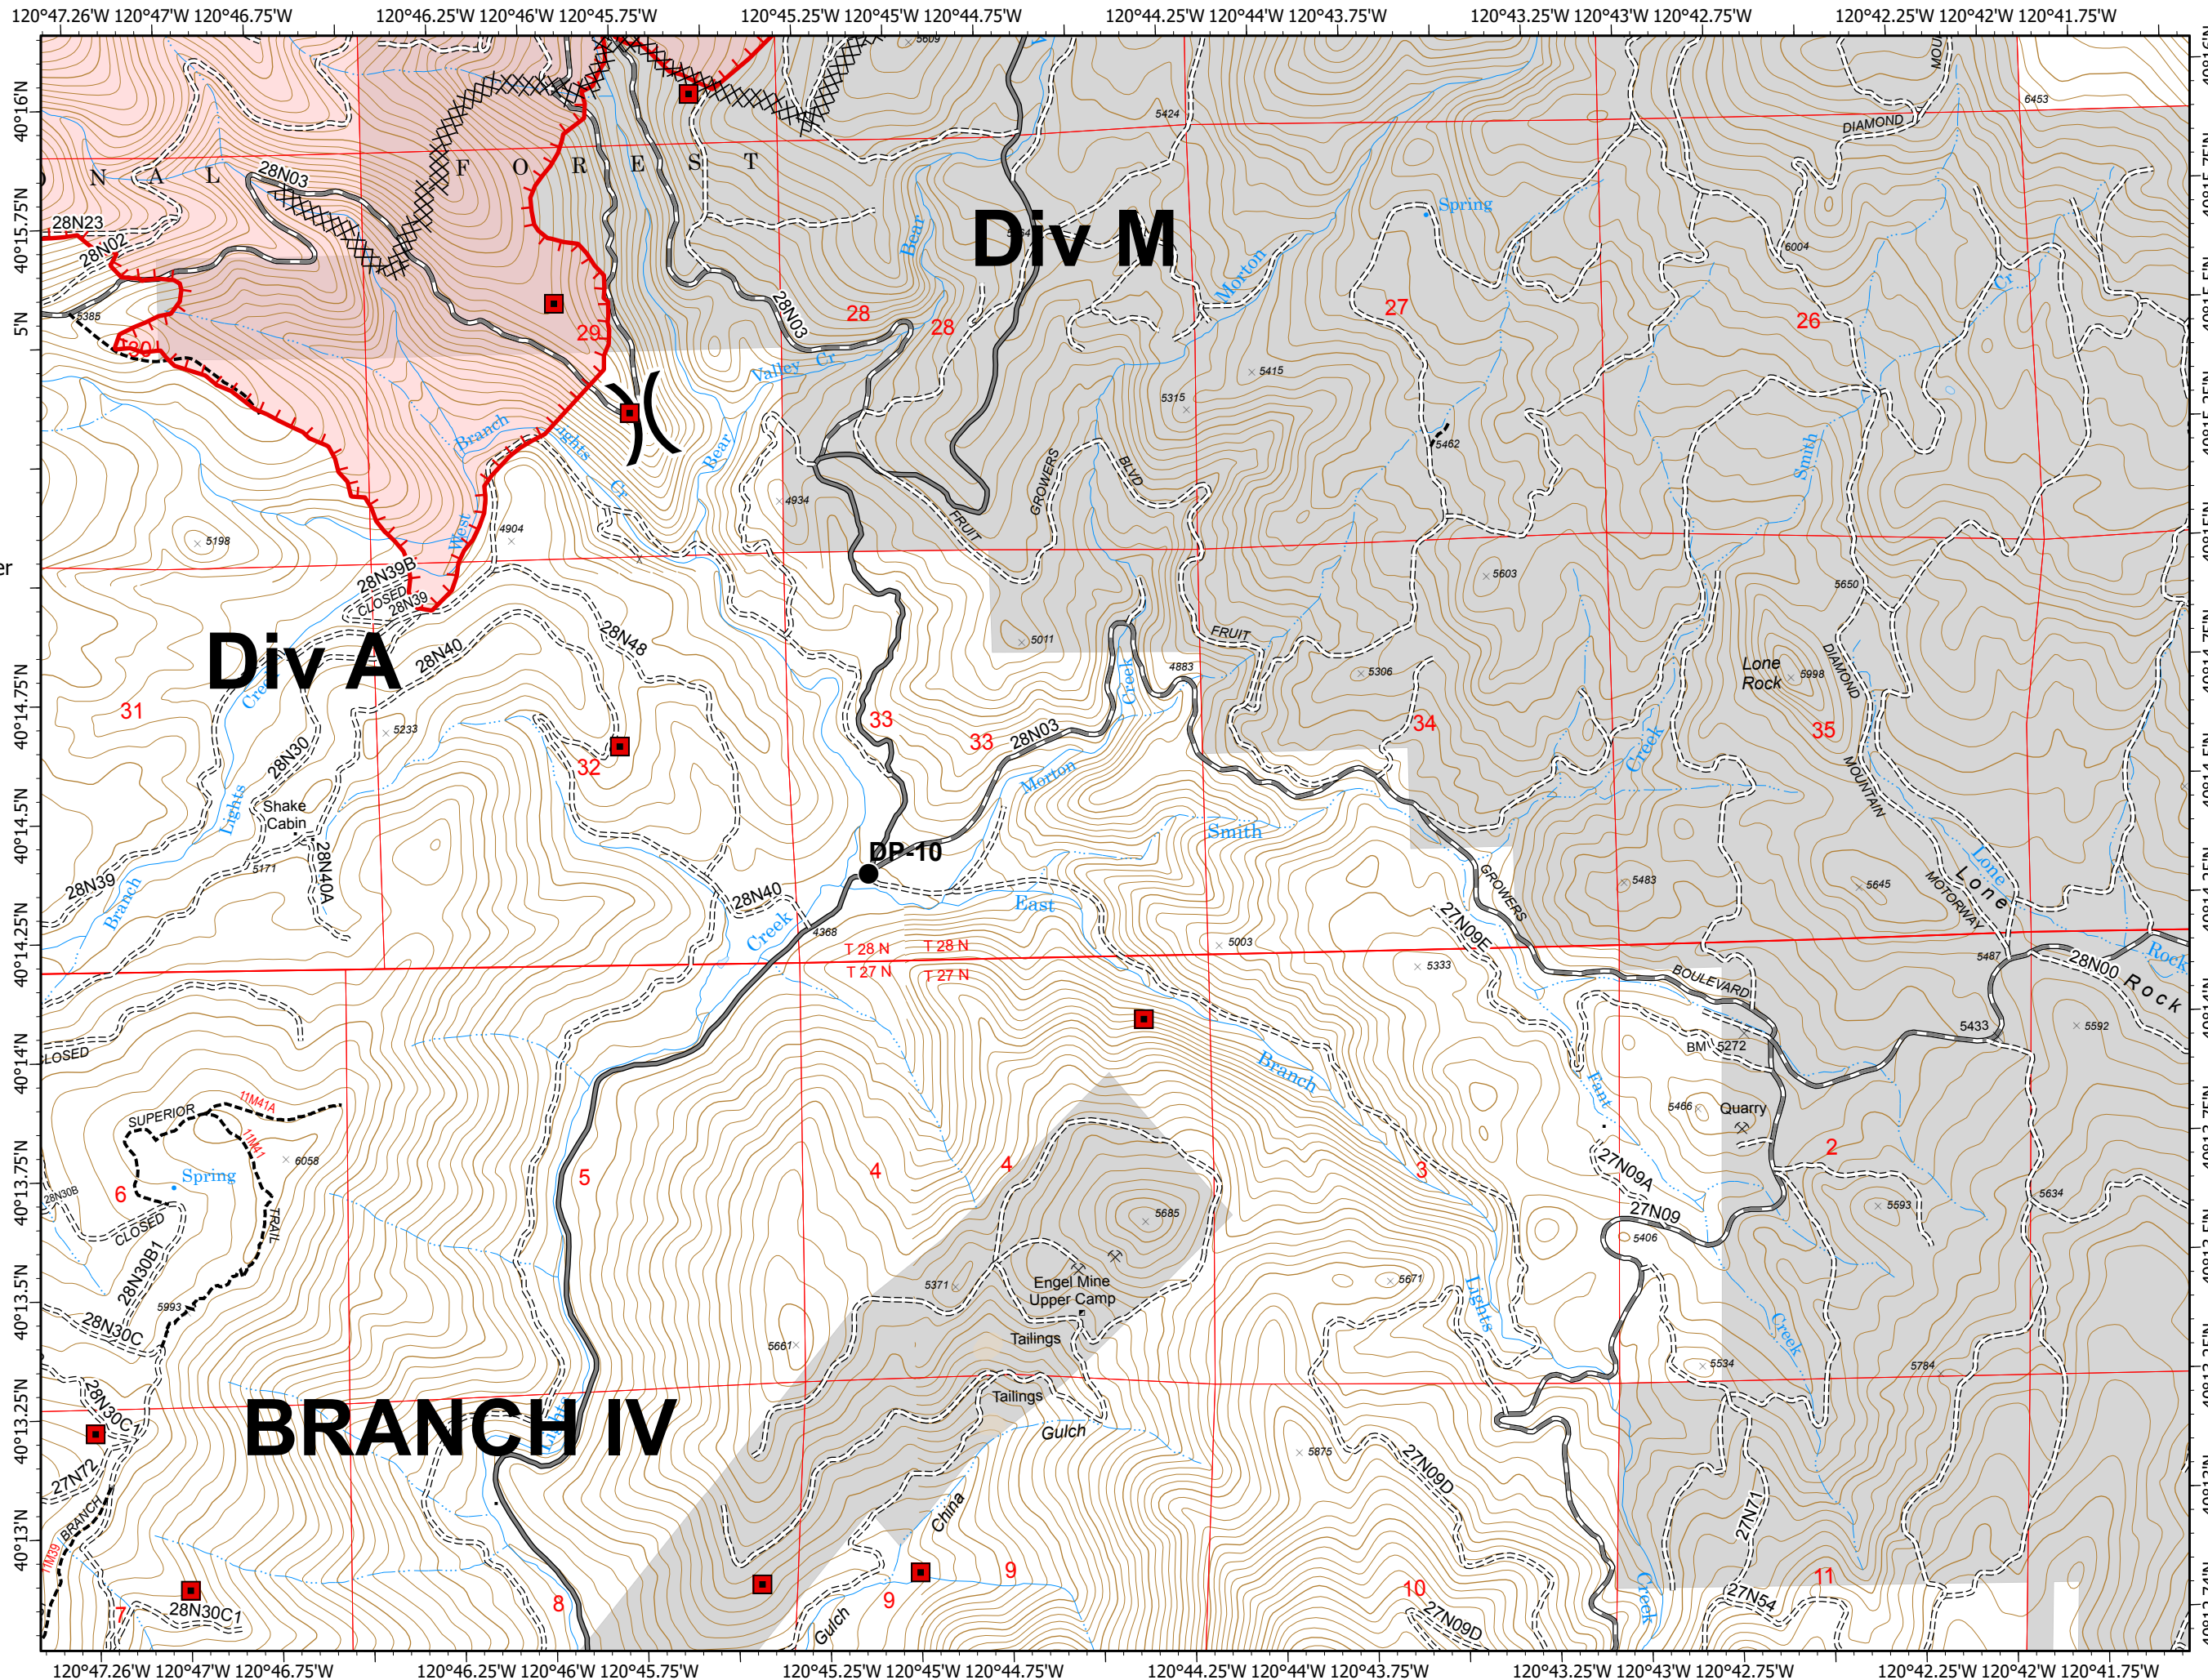 120°47.26'W 120°47'W 120°46.75'W
120°46.25'W 120°46'W 120°45.75'W
120°45.25'W 120°45'W 120°44.75'W
120°44.25'W 120°44'W 120°43.75'W
120°43.25'W 120°43'W 120°42.75'W
120°42.25'W 120°42'W 120°41.75'W
40°16'N
40°15.75'N
5'N
40°14.75'N
40°14.5'N
40°14.25'N
40°14'N
40°13.75'N
40°13.5'N
40°13.25'N
40°13'N
5609
5424
6453
DIAMOND
N A L
F O R E S T
28N03
28N23
28N02
5385
30
29
Bear
Div M
Morton
Spring
27
6004
26
Cr
28N03
28
28
Valley Cr
5415
5315
5462
Smith
Branch
Lights
Cr
Bear
4934
GROWERS
BLVD
FRUIT
5198
West
4904
28N39B
CLOSED
28N39
5603
5650
Div A
28N40
28N48
5011
FRUIT
4883
5306
Lone
Rock
5998
DIAMOND
31
5233
33
33
28N03
Creek
34
Creek
35
28N30
32
Morton
MOUNTAIN
Shake
Cabin
Lights
Smith
DP-10
5171
28N40A
28N39
Branch
28N40
East
5483
5645
Lone
Lone
GROWERS
MOTORWAY
27N09E
Creek
4368
T 28 N
T 28 N
T 27 N
T 27 N
5003
5333
5487
28N00
Rock
Rock
BOULEVARD
5433
5592
BM 5272
CLOSED
Branch
Fant
5466
Quarry
SUPERIOR
11M41A
11M41
6058
Spring
6
28N30B
CLOSED
28N30B1
TRAIL
5
4
4
3
2
27N09A
27N09
5593
5634
5406
5685
5993
28N30C
5371
Engel Mine
Upper Camp
5671
Lights
Creek
Tailings
5661
5534
5784
BRANCH IV
28N30C1
Lights
Tailings
Gulch
5875
27N72
27N09D
27N71
BRANCH
11M39
China
7
28N30C1
8
9
9
10
11
Gulch
27N09D
Creek
27N54
120°47.26'W 120°47'W 120°46.75'W
120°46.25'W 120°46'W 120°45.75'W
120°45.25'W 120°45'W 120°44.75'W
120°44.25'W 120°44'W 120°43.75'W
120°43.25'W 120°43'W 120°42.75'W
120°42.25'W 120°42'W 120°41.75'W